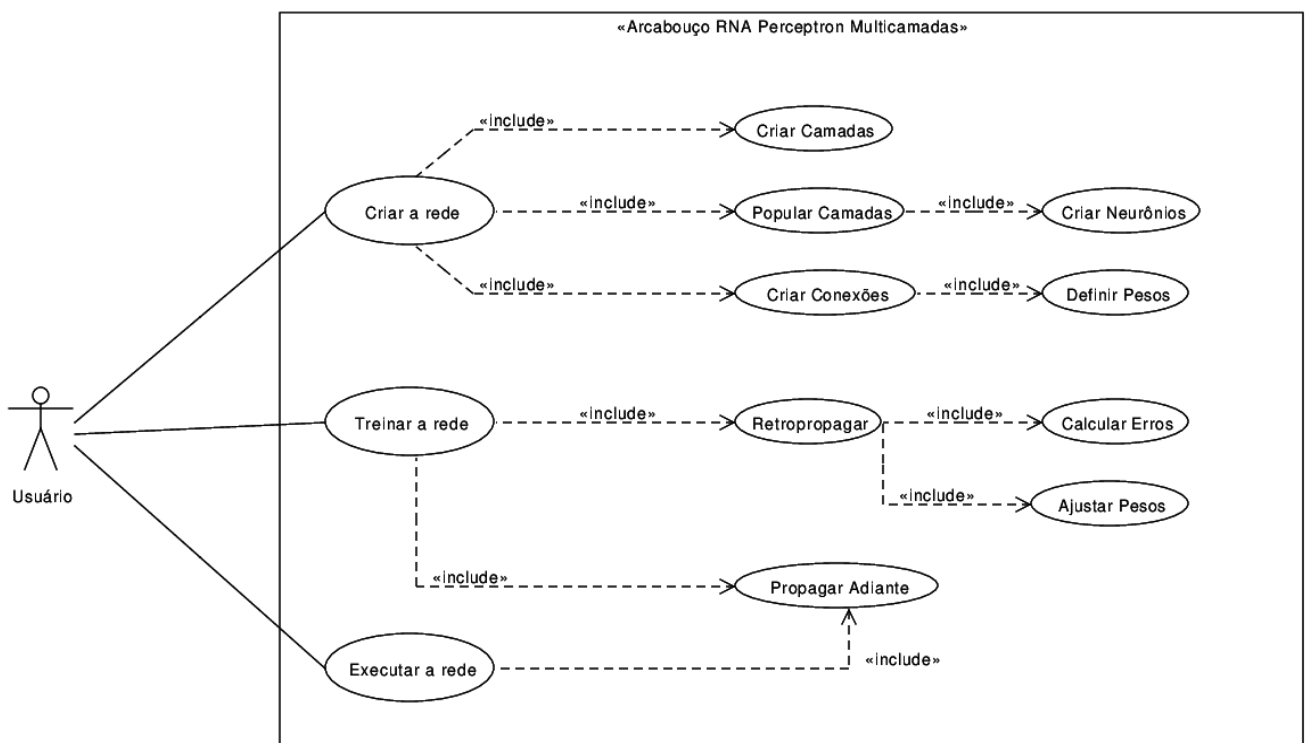 «Arcabouço RNA Perceptron Multicamadas»
«include»
Criar Camadas
Criar a rede
«include»
Popular Camadas
«include»
Criar Neurônios
«include»
Criar Conexões
«include»
Definir Pesos
Treinar a rede
«include»
Retropropagar
«include»
Calcular Erros
«include»
Ajustar Pesos
Usuário
«include»
Propagar Adiante
Executar a rede
«include»